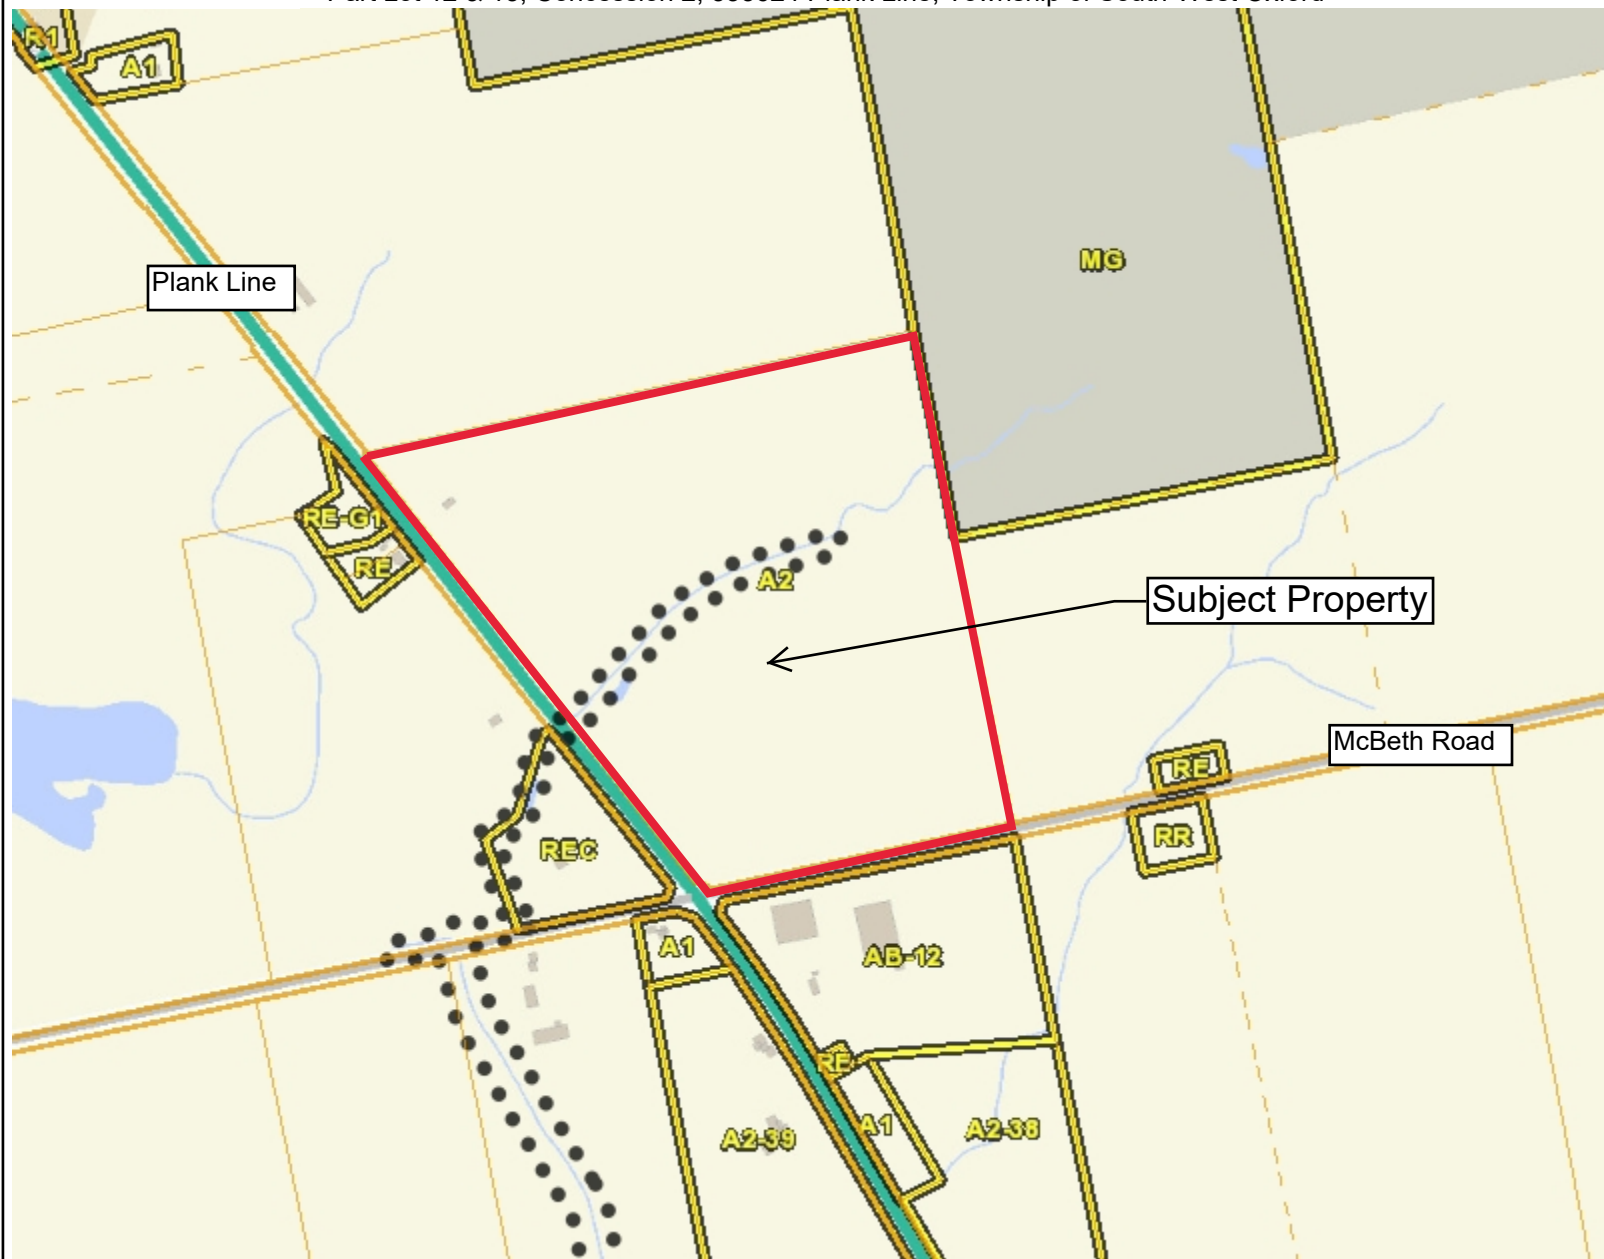 R1
A1
MG
Plank Line
RE-G1
RE
A2
Subject Property
McBeth Road
RE
RR
REC
A1
AB-12
RE
A1
A2-38
A2-39